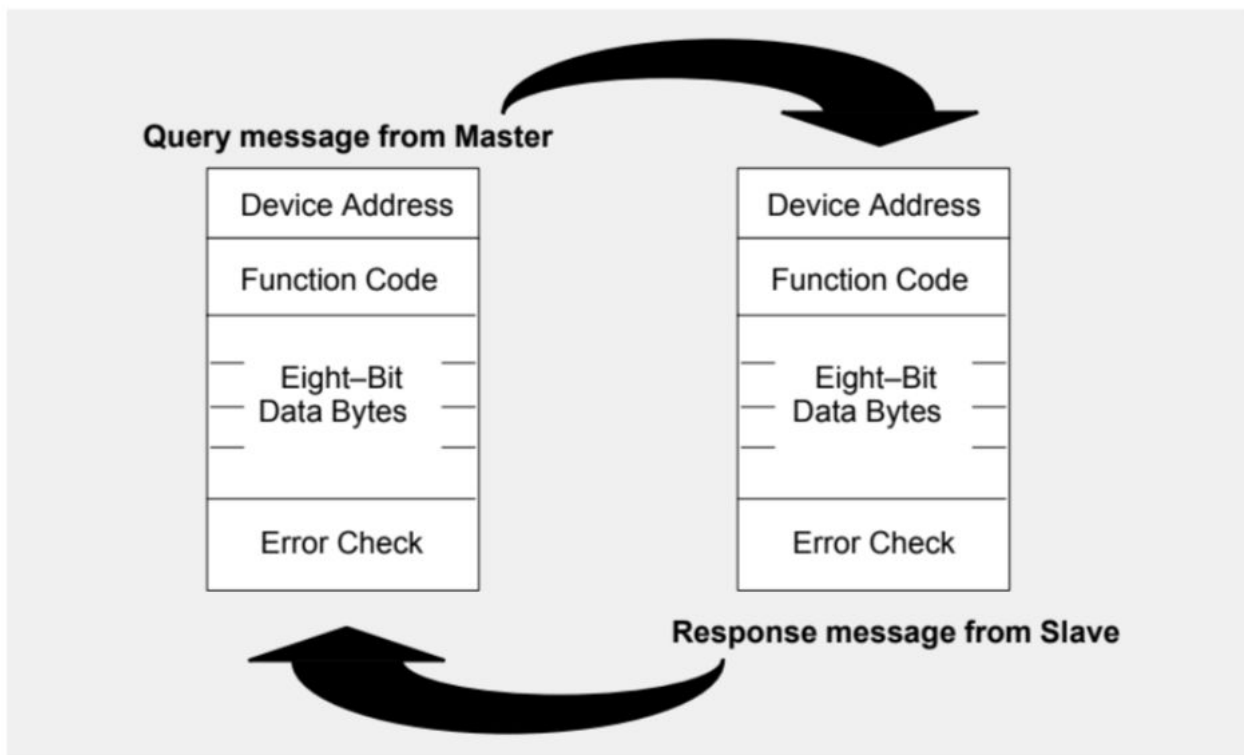 Query message from Master
Device Address
Function Code
Eight–Bit
Data Bytes
Error Check
Device Address
Function Code
Eight–Bit
Data Bytes
Error Check
Response message from Slave